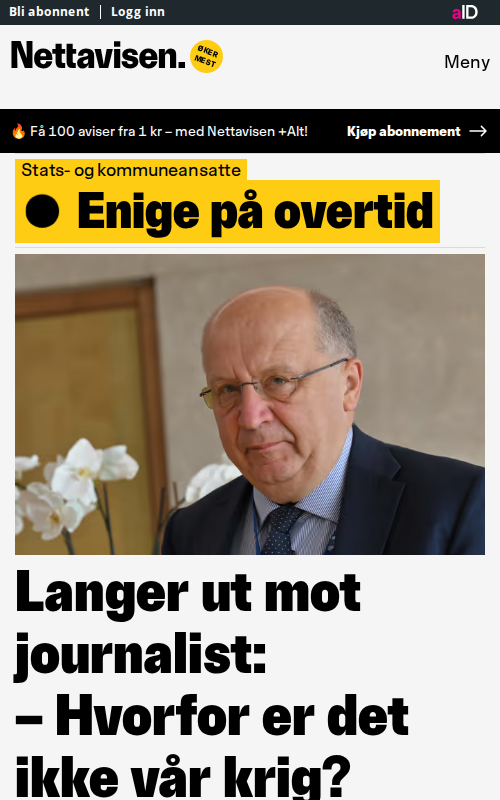 Bli abonnent | Logg inn
aID
Nettavisen.
ØKER
MEST
Meny
Få 100 aviser fra 1 kr – med Nettavisen +Alt!
Kjøp abonnement
Stats- og kommuneansatte
Enige på overtid
Langer ut mot
journalist:
– Hvorfor er det
ikke vår krig?